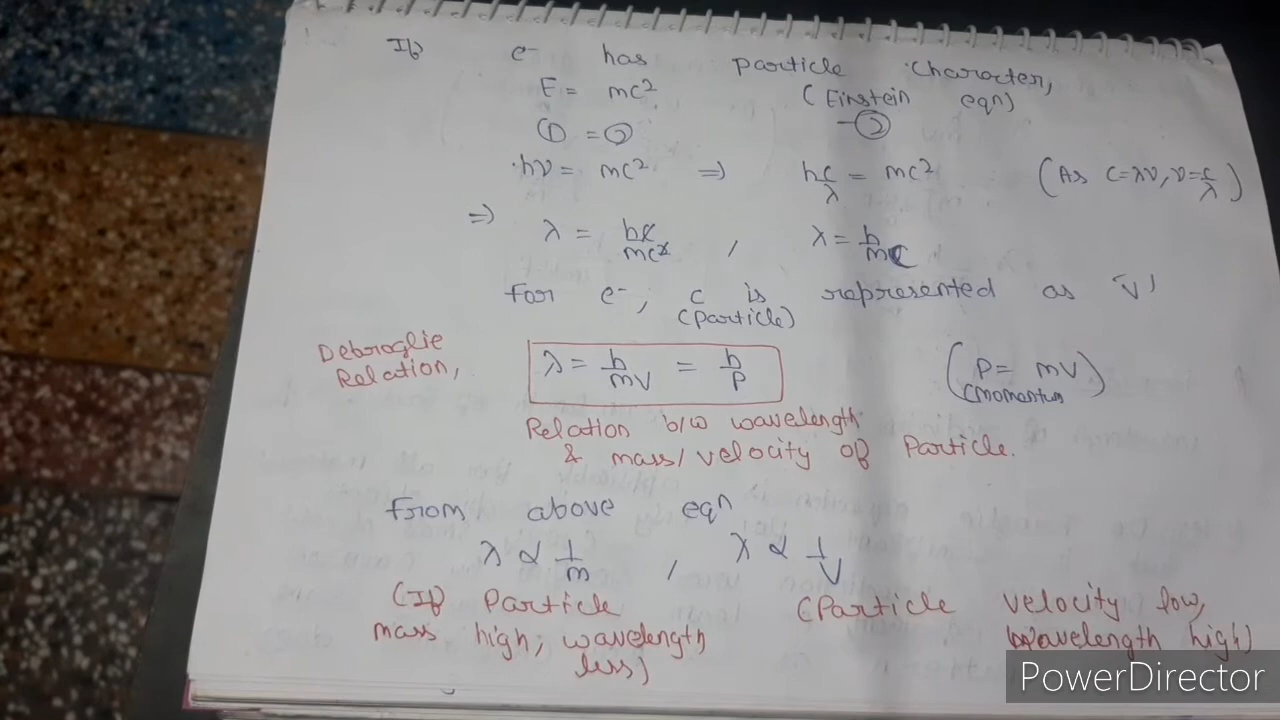 If e⁻ has particle character,
E = mc² (Einstein eqn)
① = ② -②
hν = mc² ⇒ hc/λ = mc² (As c=λν, ν=c/λ)
⇒ λ = hc/mc² , λ = h/mc
for e⁻, c is represented as 'v'
(particle)
Debroglie
Relation, λ = h/mv = h/p (p = mv)
(momentum
Relation b/w wavelength
& mass/velocity of Particle.
from above eqn
λ ∝ 1/m , λ ∝ 1/v
(If Particle (Particle velocity low,
mass high; wavelength wavelength high)
less)
PowerDirector